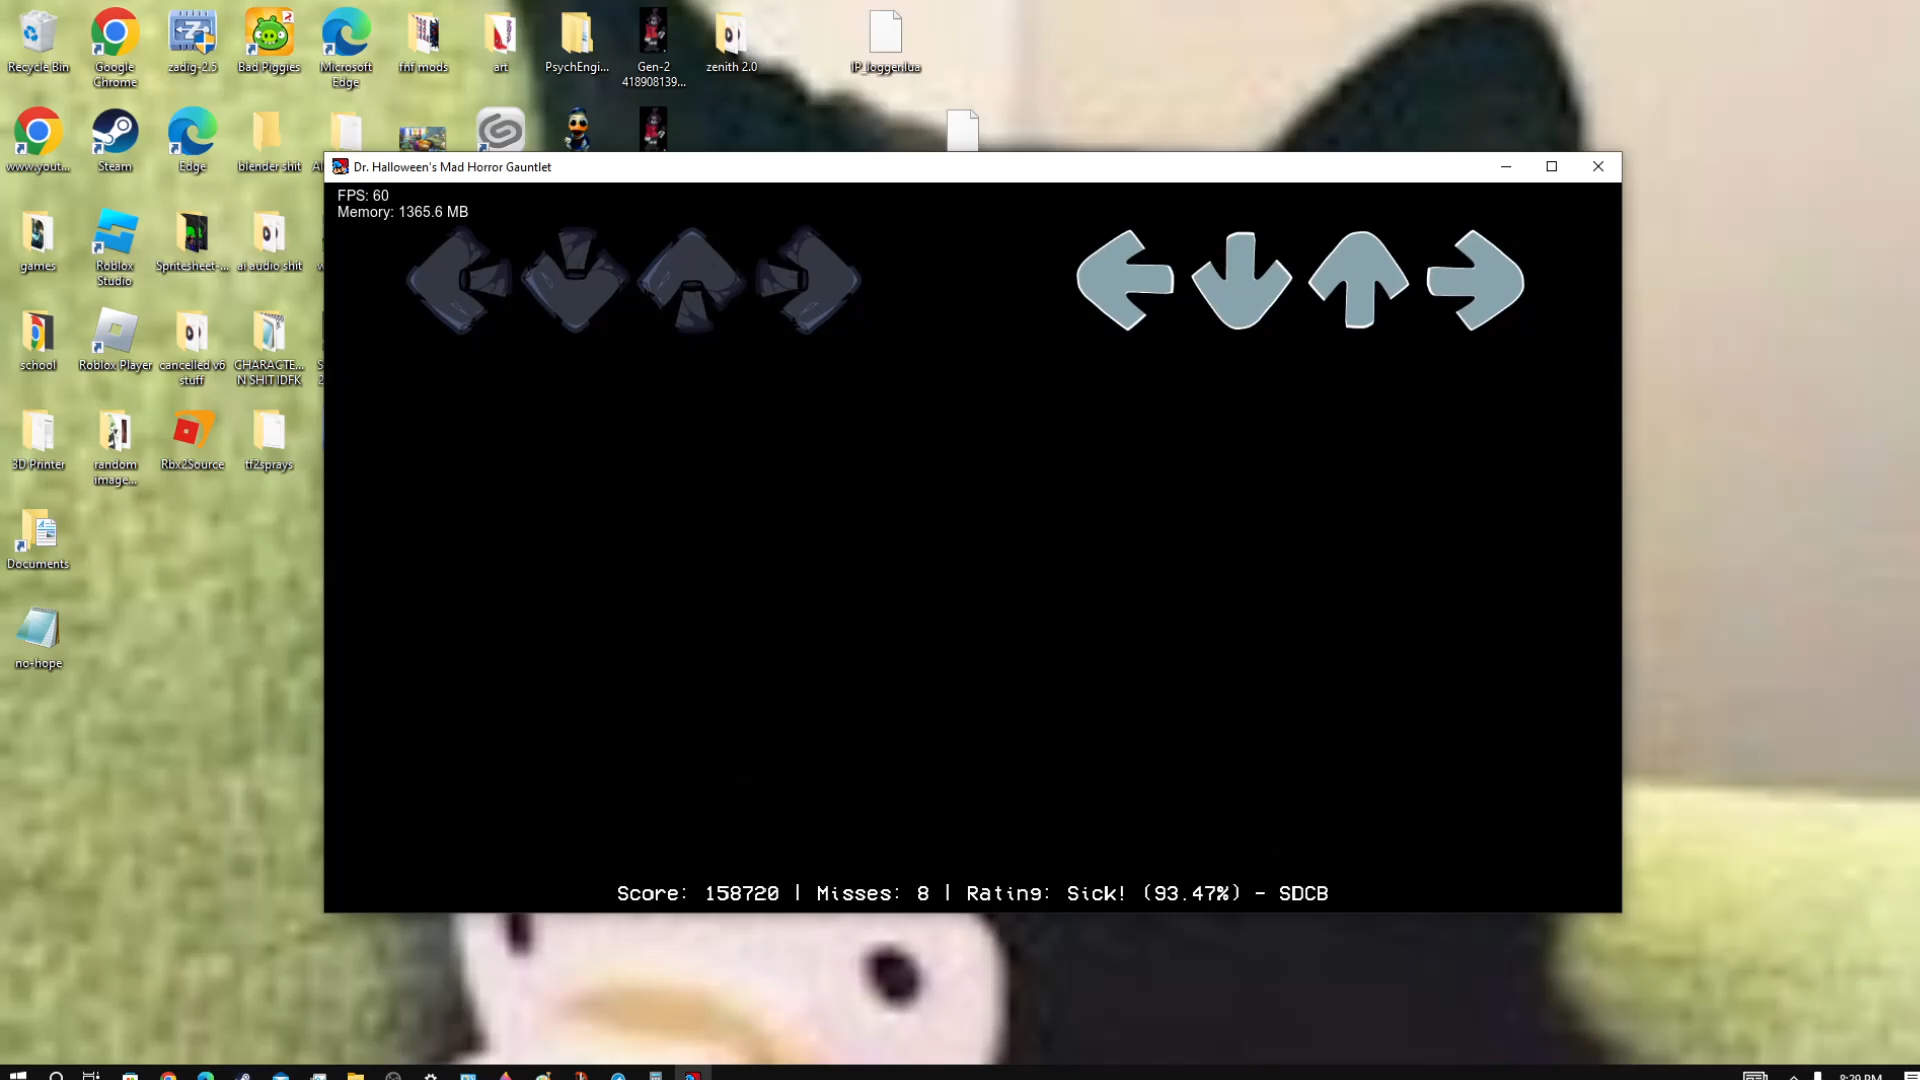 Recycle Bin
Google Chrome
zadig-2.5
Bad Piggies
Microsoft Edge
fnf mods
art
PsychEngi...
Gen-2 418908139...
zenith 2.0
IP_logger.lua
www.yout...
Steam
Edge
blender shit
Dr. Halloween's Mad Horror Gauntlet
FPS: 60
Memory: 1365.6 MB
games
Roblox Studio
Spritesheet-...
ai audio shit
school
Roblox Player
cancelled v6 stuff
CHARACTE... N SHIT IDFK
3D Printer
random image...
Rbx2Source
tf2sprays
Documents
no-hope
Score: 158720 | Misses: 8 | Rating: Sick! (93.47%) - SDCB
8:29 PM